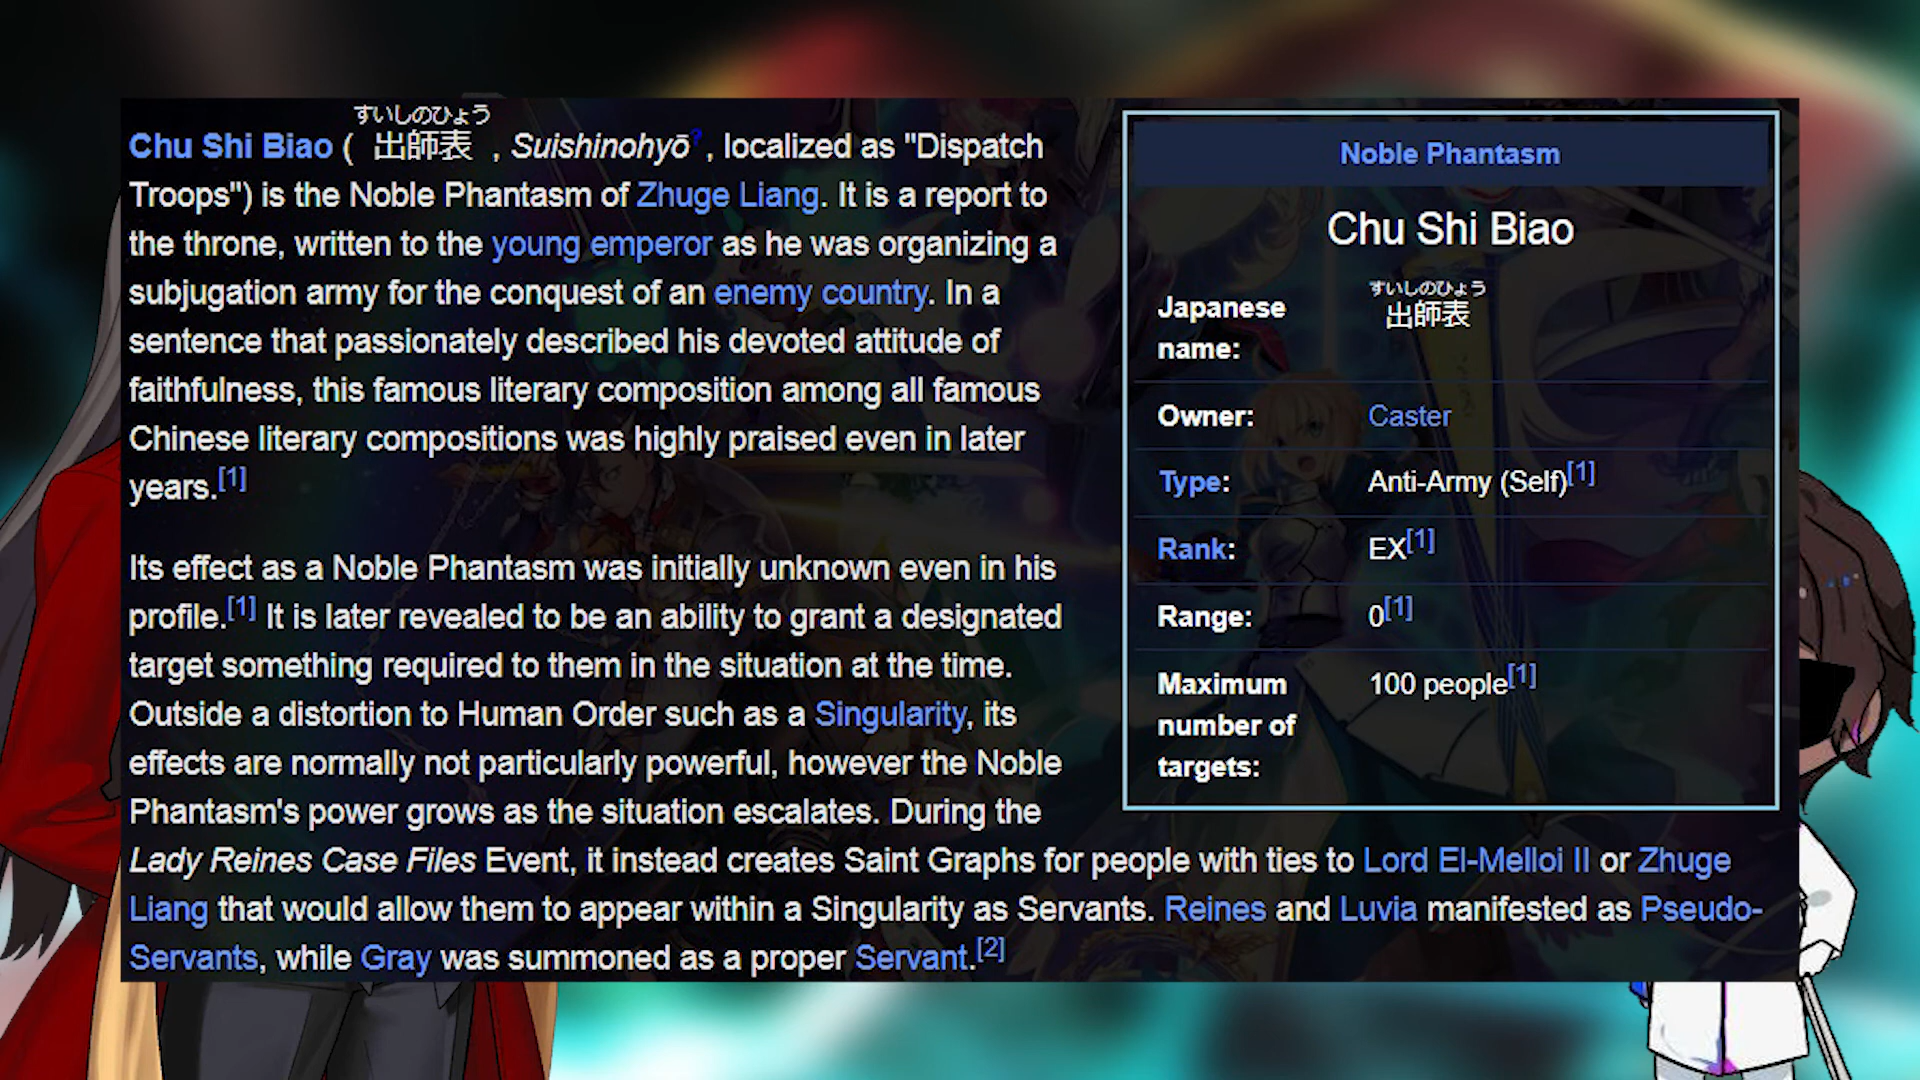 すいしのひょう
Chu Shi Biao ( 出師表 , Suishinohyō? , localized as "Dispatch
Troops") is the Noble Phantasm of Zhuge Liang. It is a report to
the throne, written to the young emperor as he was organizing a
subjugation army for the conquest of an enemy country. In a
sentence that passionately described his devoted attitude of
faithfulness, this famous literary composition among all famous
Chinese literary compositions was highly praised even in later
years.[1]
Its effect as a Noble Phantasm was initially unknown even in his
profile.[1] It is later revealed to be an ability to grant a designated
target something required to them in the situation at the time.
Outside a distortion to Human Order such as a Singularity, its
effects are normally not particularly powerful, however the Noble
Phantasm's power grows as the situation escalates. During the
Lady Reines Case Files Event, it instead creates Saint Graphs for people with ties to Lord El-Melloi II or Zhuge
Liang that would allow them to appear within a Singularity as Servants. Reines and Luvia manifested as Pseudo-
Servants, while Gray was summoned as a proper Servant.[2]
Noble Phantasm
Chu Shi Biao
すいしのひょう
Japanese 出師表
name:
Owner: Caster
Type: Anti-Army (Self)[1]
Rank: EX[1]
Range: 0[1]
Maximum 100 people[1]
number of
targets: